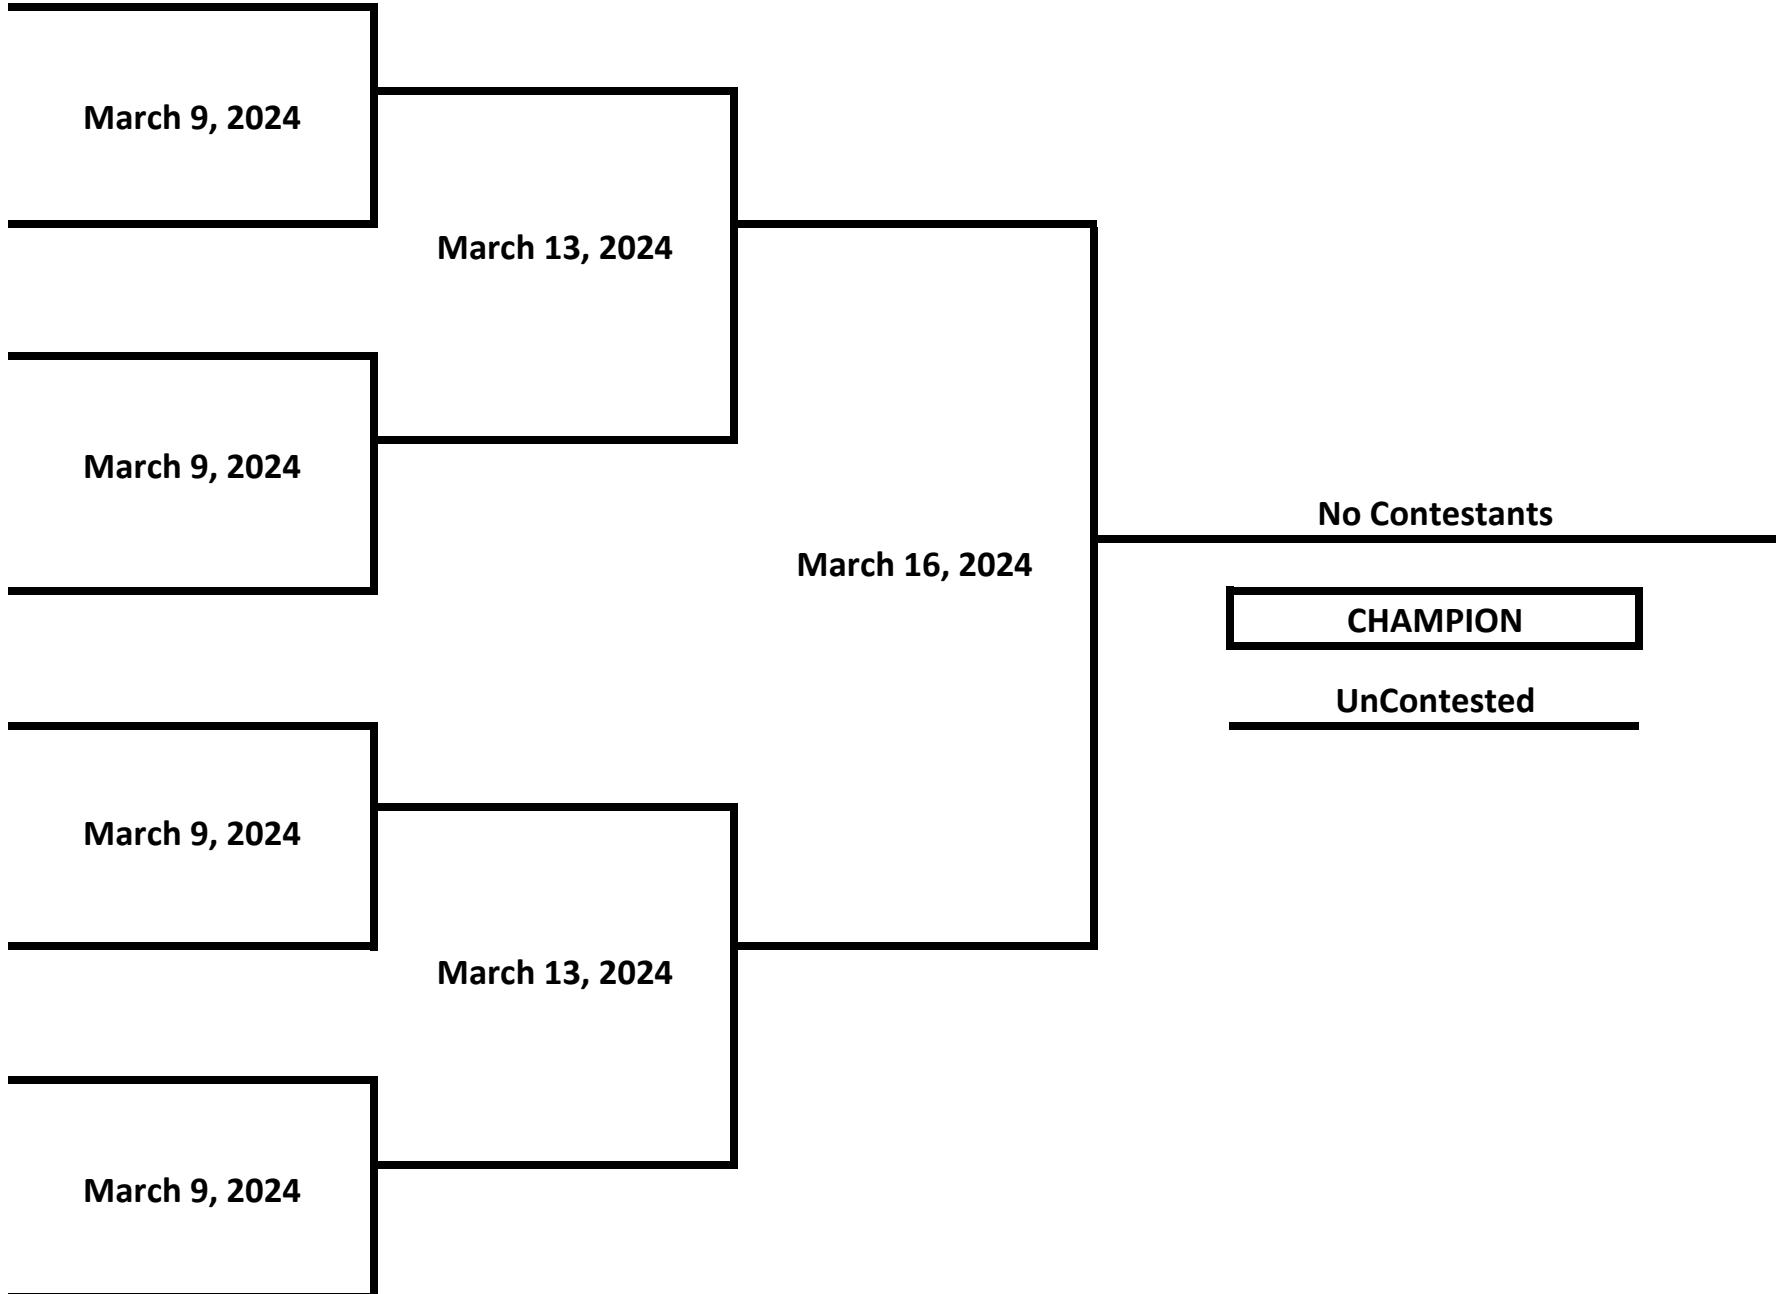 March 9, 2024
March 13, 2024
March 9, 2024
No Contestants
March 16, 2024
CHAMPION
UnContested
March 9, 2024
March 13, 2024
March 9, 2024